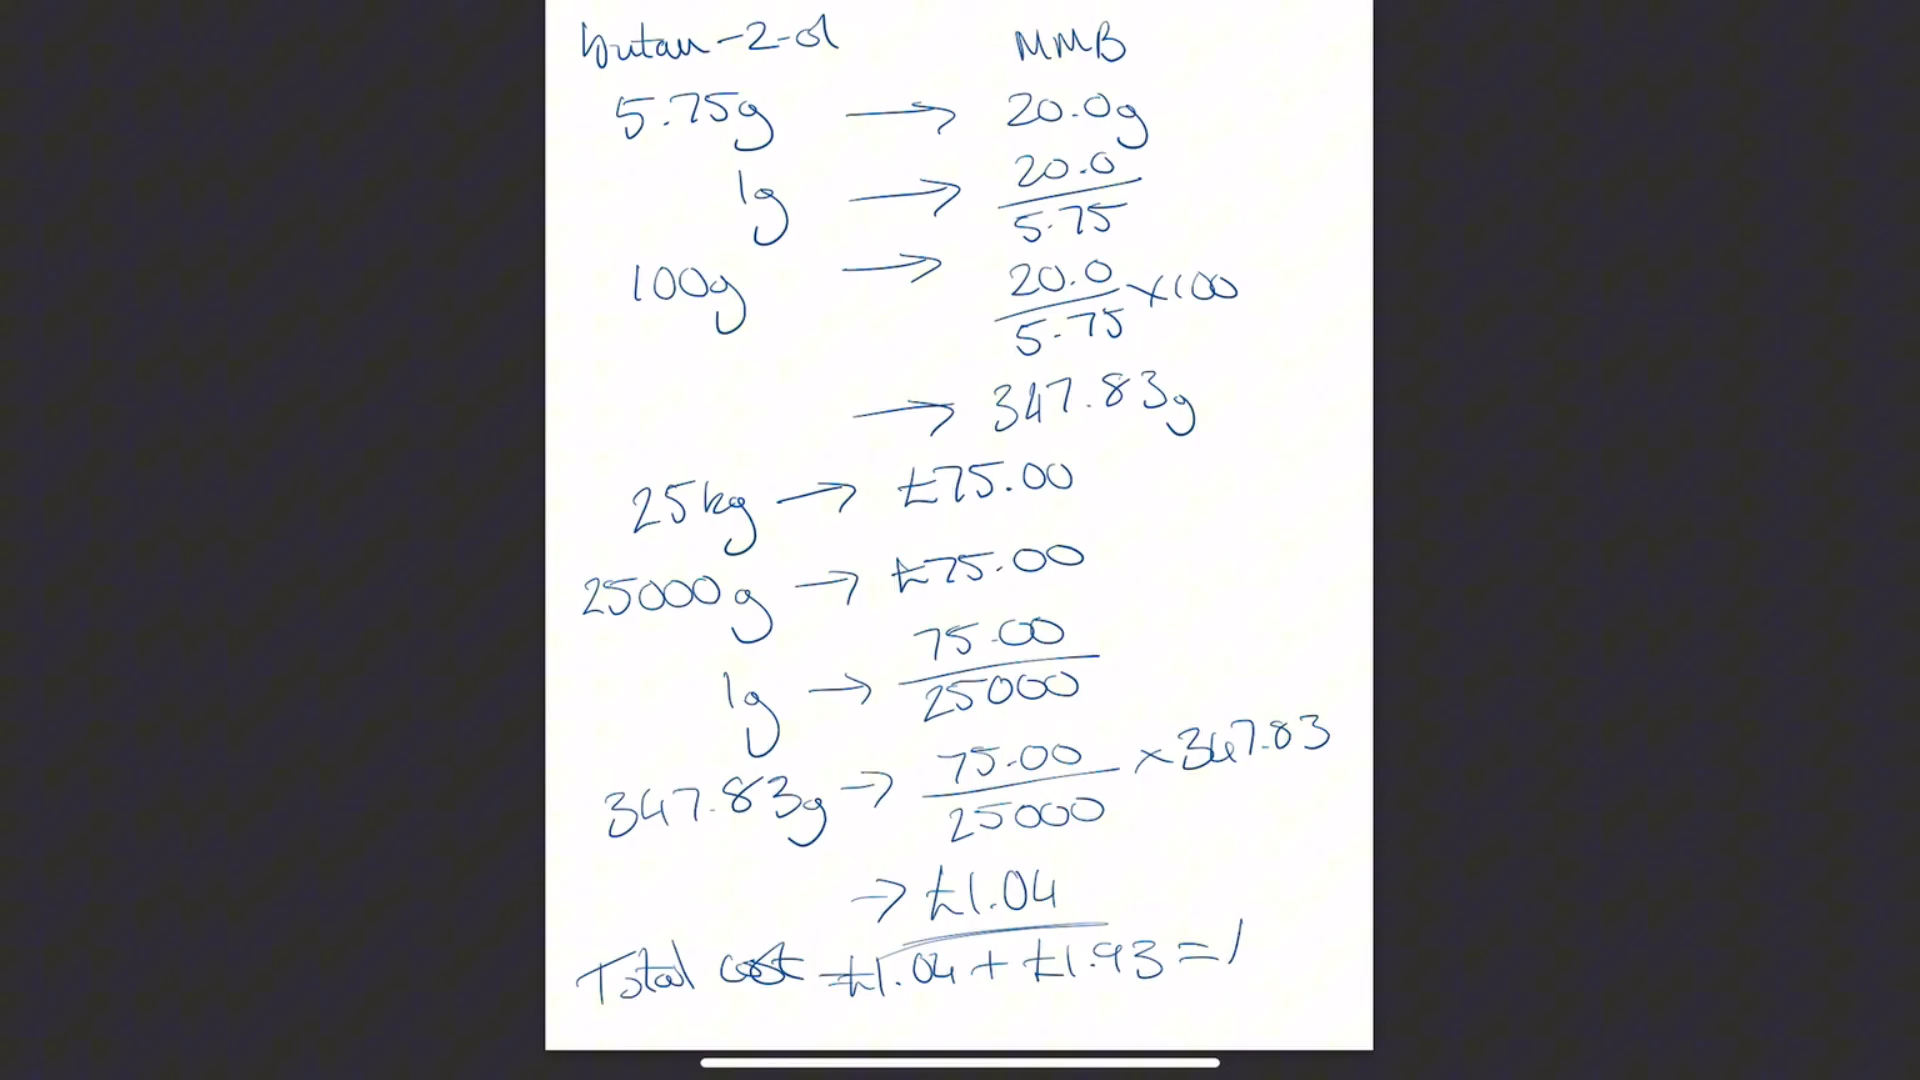 butan-2-ol MMB
5.75g → 20.0g
1g → 20.0/5.75
100g → 20.0/5.75 ×100
→ 347.83g
25kg → £75.00
25000g → £75.00
1g → 75.00/25000
347.83g → 75.00/25000 × 347.83
→ £1.04
Total cost £1.04 + £1.93 = /